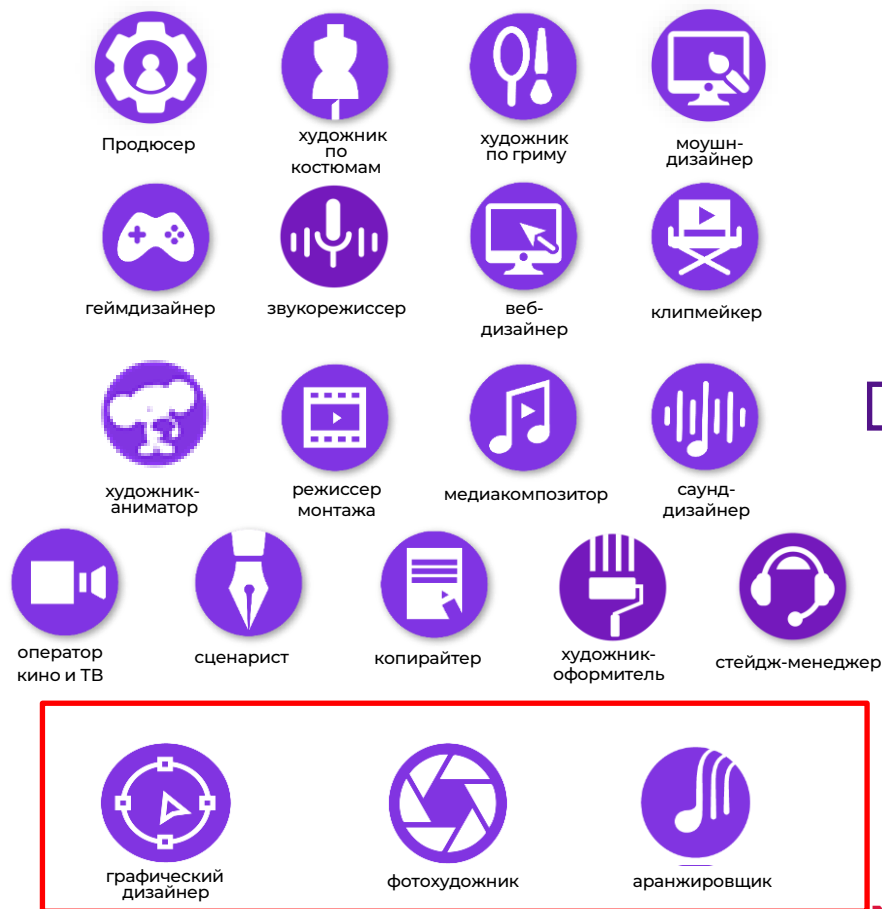 Продюсер
художник
по
костюмам
художник
по гриму
моушн-
дизайнер
геймдизайнер
звукорежиссер
веб-
дизайнер
клипмейкер
художник-
аниматор
режиссер
монтажа
медиакомпозитор
саунд-
дизайнер
оператор
кино и ТВ
сценарист
копирайтер
художник-
оформитель
стейдж-менеджер
графический
дизайнер
фотохудожник
аранжировщик